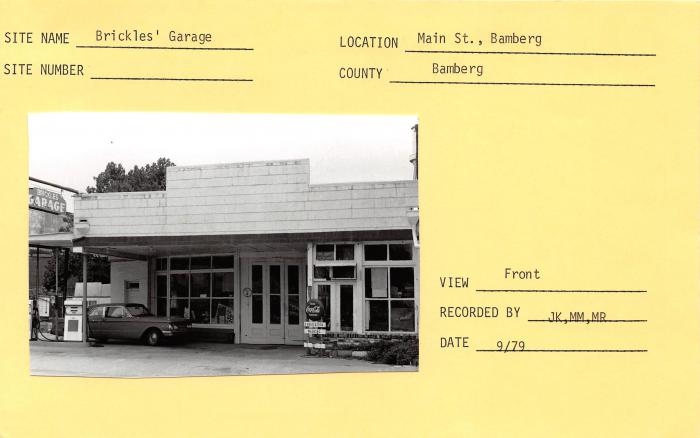 SITE NAME Brickles' Garage
LOCATION Main St., Bamberg
SITE NUMBER
COUNTY Bamberg
GARAGE
Coca-Cola
VIEW Front
RECORDED BY JK,MM,MR
DATE 9/79